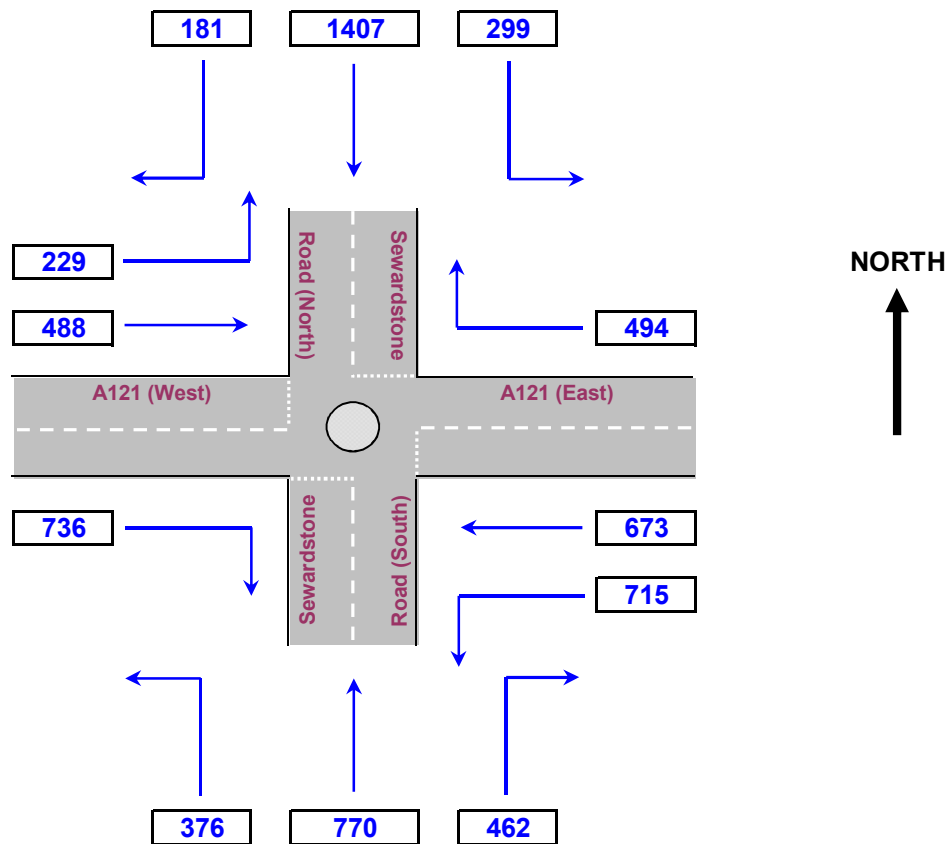 181
1407
299
229
488
Road (North)
Sewardstone
NORTH
494
A121 (West)
A121 (East)
736
Sewardstone
Road (South)
673
715
376
770
462